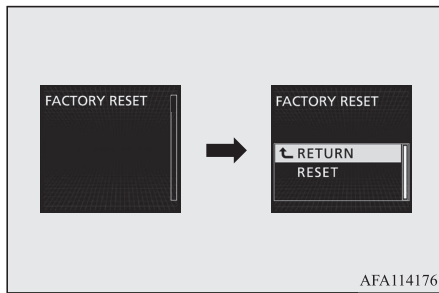 FACTORY RESET
FACTORY RESET
RETURN
RESET
AFA114176